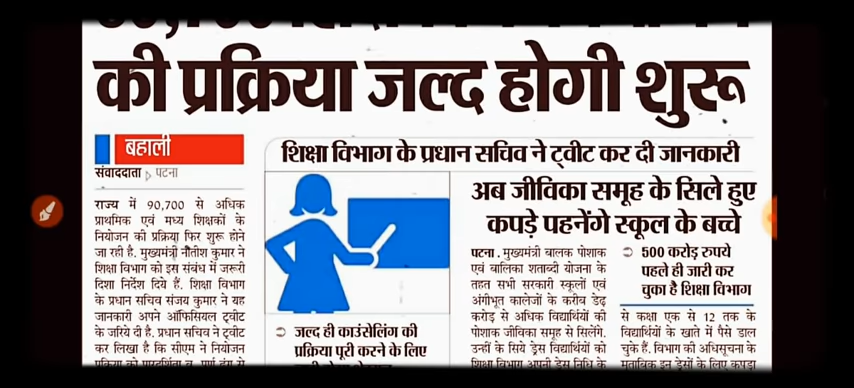 की प्रक्रिया जल्द होगी शुरू
बहाली
संवाददाता ▷ पटना
राज्य में 90,700 से अधिक
प्राथमिक एवं मध्य शिक्षकों के
नियोजन की प्रक्रिया फिर शुरू होने
जा रही है. मुख्यमंत्री नीतीश कुमार ने
शिक्षा विभाग को इस संबंध में जरूरी
दिशा निर्देश दिये हैं. शिक्षा विभाग
के प्रधान सचिव संजय कुमार ने यह
जानकारी अपने ऑफिसियल ट्वीट
के जरिये दी है. प्रधान सचिव ने ट्वीट
कर लिखा है कि सीएम ने नियोजन
शिक्षा विभाग के प्रधान सचिव ने ट्वीट कर दी जानकारी
जल्द ही काउंसेलिंग की
प्रक्रिया पूरी करने के लिए
अब जीविका समूह के सिले हुए
कपड़े पहनेंगे स्कूल के बच्चे
पटना. मुख्यमंत्री बालक पोशाक
एवं बालिका शताब्दी योजना के
तहत सभी सरकारी स्कूलों एवं
अंगीभूत कालेजों के करीब डेढ़
करोड़ से अधिक विद्यार्थियों की
पोशाक जीविका समूह से सिलेंगे.
उन्हों के सिये ड्रेस विद्यार्थियों को
शिक्षा विभाग अपनी निधि के
500 करोड़ रुपये
पहले ही जारी कर
चुका है शिक्षा विभाग
से कक्षा एक से 12 तक के
विद्यार्थियों के खाते में पैसे डाल
चुके हैं. विभाग की अधिसूचना के
मुताबिक इन ड्रेसों के लिए कपड़ा